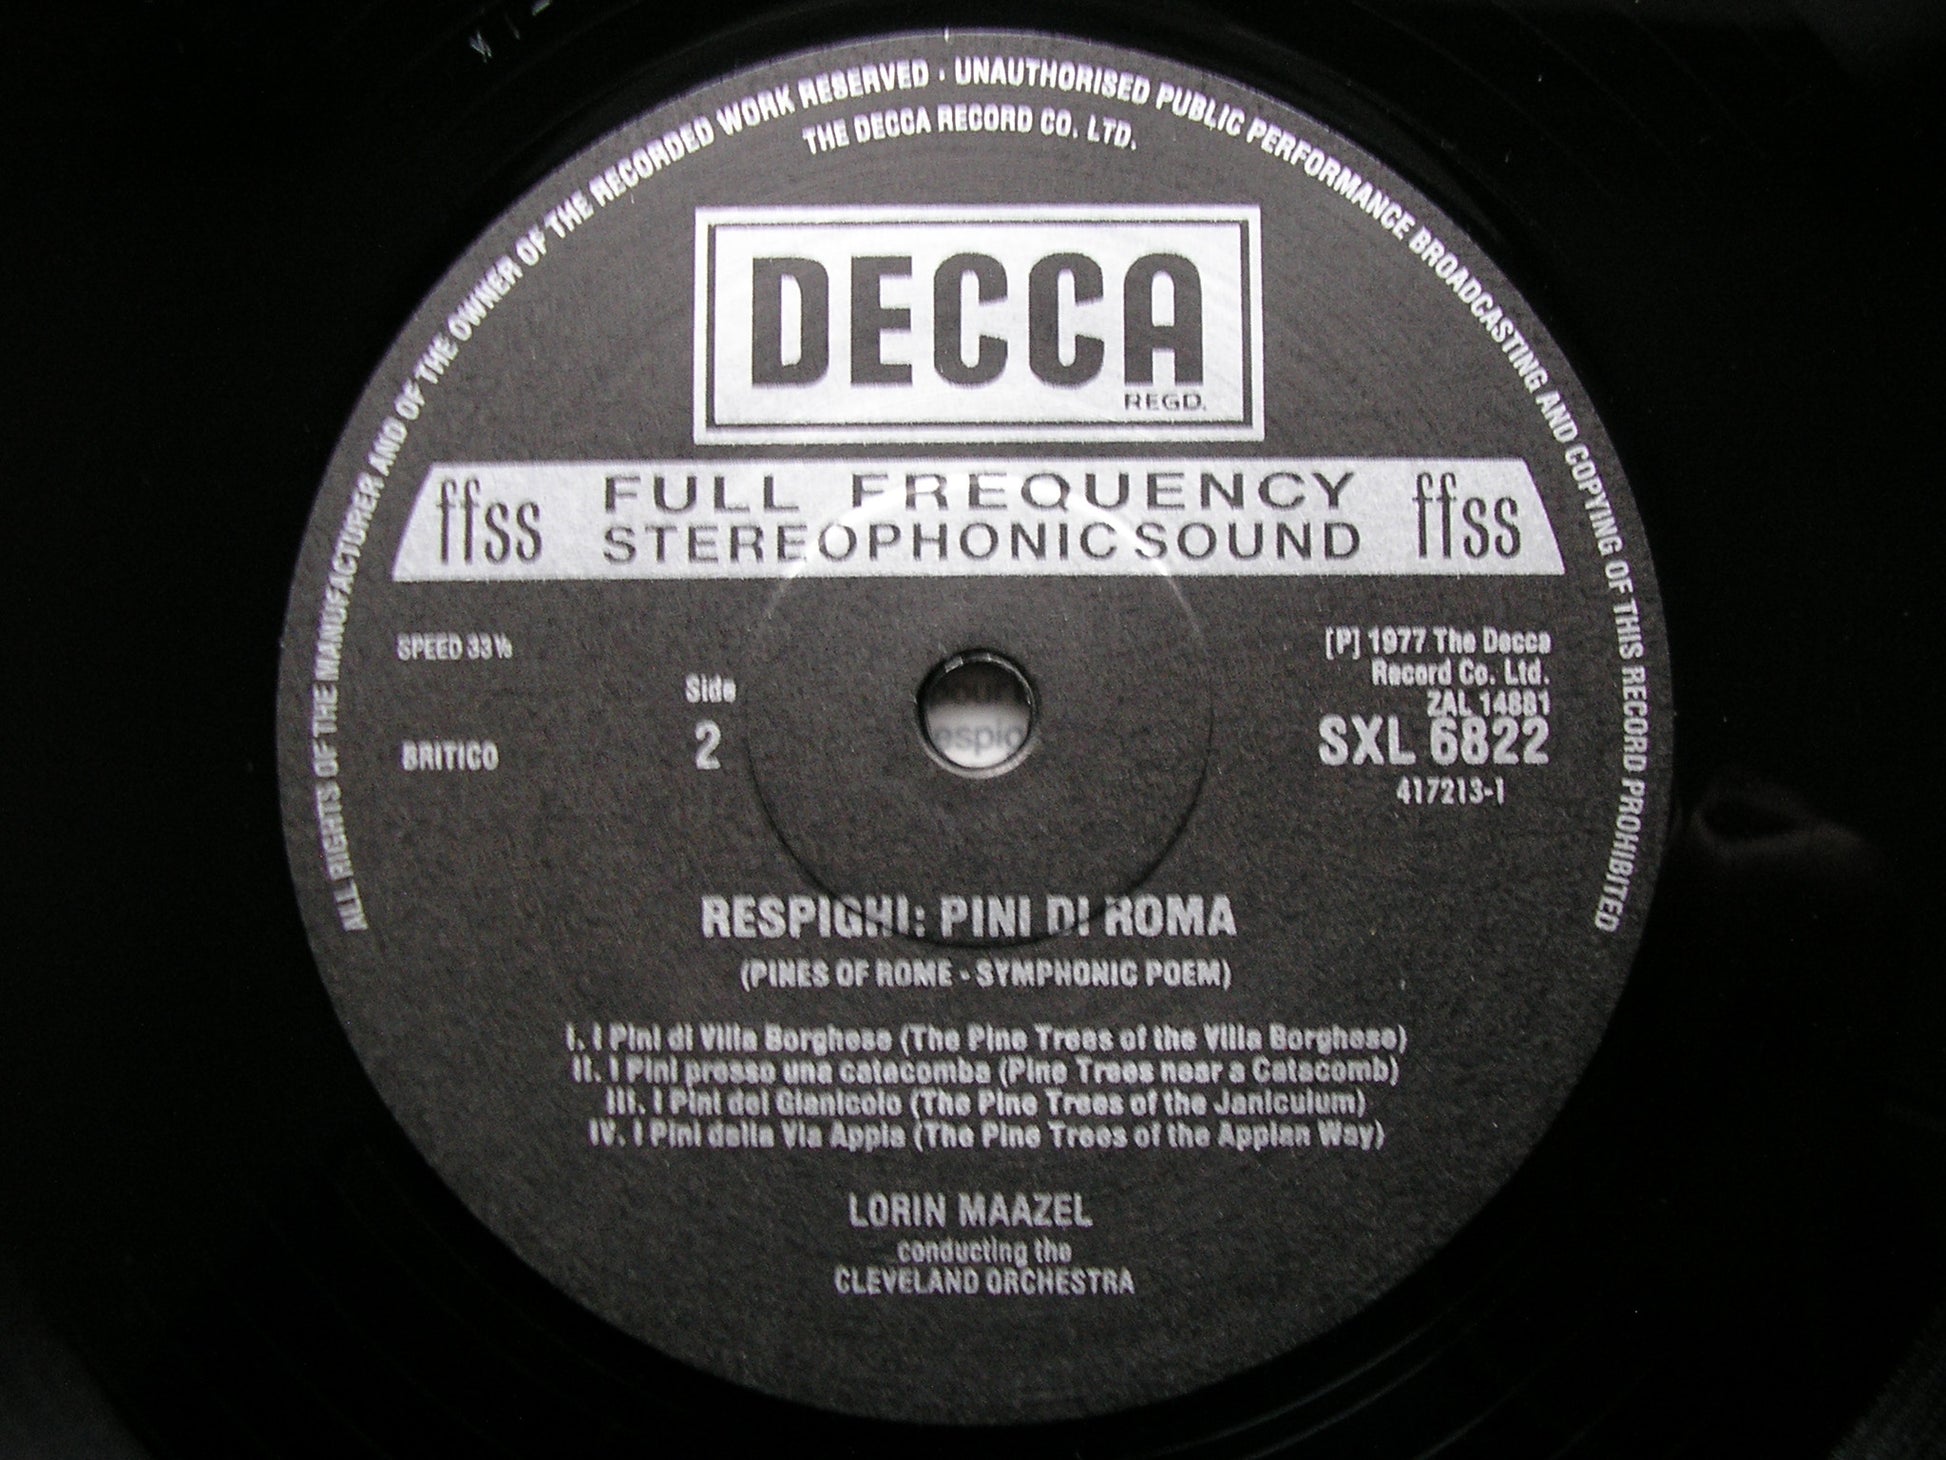 ALL RIGHTS OF THE MANUFACTURER AND OF THE OWNER OF THE RECORDED WORK RESERVED · UNAUTHORISED PUBLIC PERFORMANCE BROADCASTING AND COPYING OF THIS RECORD PROHIBITED
THE DECCA RECORD CO. LTD.
DECCA
REGD.
ffss FULL FREQUENCY STEREOPHONIC SOUND ffss
SPEED 33⅓
[P] 1977 The Decca
Record Co. Ltd.
ZAL 14881
SXL 6822
417213-1
Side
2
BRITICO
our
espig
RESPIGHI: PINI DI ROMA
(PINES OF ROME - SYMPHONIC POEM)
I. I Pini di Villa Borghese (The Pine Trees of the Villa Borghese)
II. I Pini presso una catacomba (Pine Trees near a Catacomb)
III. I Pini del Gianicolo (The Pine Trees of the Janiculum)
IV. I Pini della Via Appia (The Pine Trees of the Appian Way)
LORIN MAAZEL
conducting the
CLEVELAND ORCHESTRA